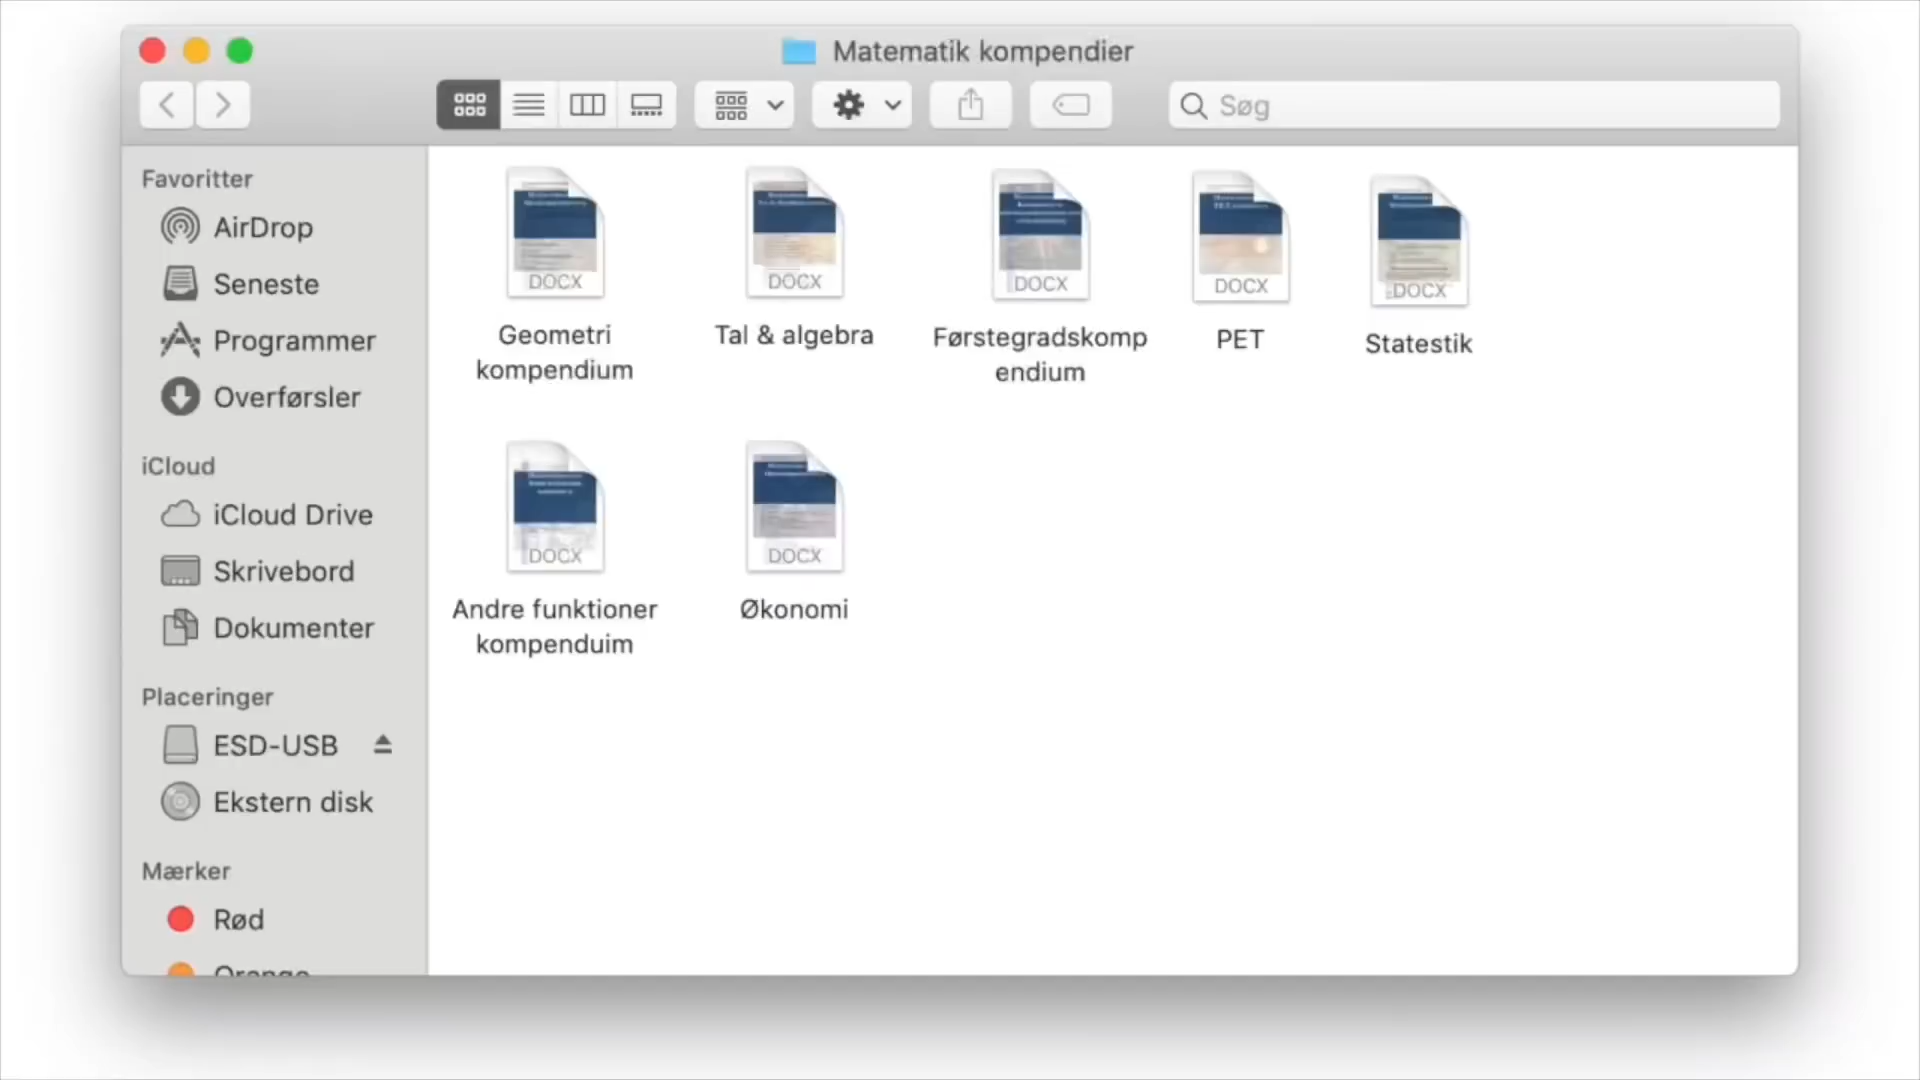 Matematik kompendier
Søg
Favoritter
AirDrop
Seneste
Programmer
Overførsler
iCloud
iCloud Drive
Skrivebord
Dokumenter
Placeringer
ESD-USB
Ekstern disk
Mærker
Rød
Orange
DOCX
Geometri
kompendium
DOCX
Tal & algebra
DOCX
Førstegradskomp
endium
DOCX
PET
DOCX
Statestik
DOCX
Andre funktioner
kompenduim
DOCX
Økonomi